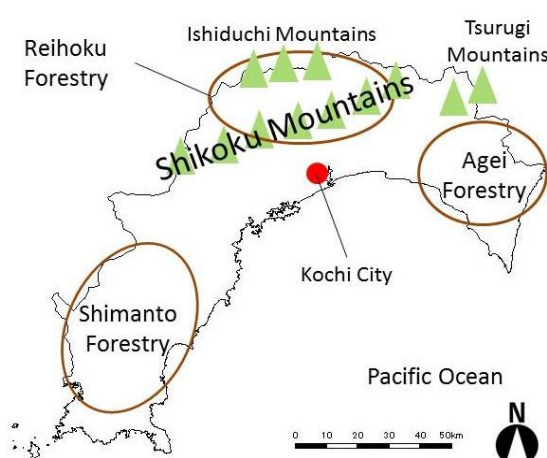 Ishiduchi Mountains
Tsurugi
Mountains
Reihoku
Forestry
Shikoku Mountains
Agei
Forestry
Kochi City
Shimanto
Forestry
Pacific Ocean
N
0 10 20 30 40 50km